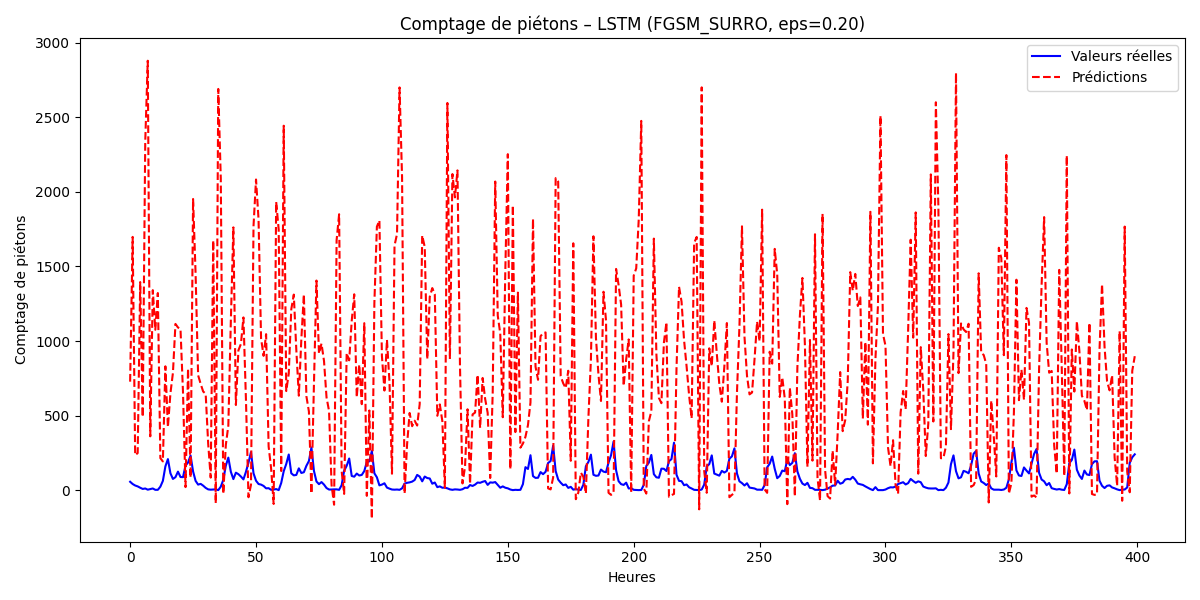 Comptage de piétons – LSTM (FGSM_SURRO, eps=0.20)
Valeurs réelles
Prédictions
Comptage de piétons
3000
2500
2000
1500
1000
500
0
0 50 100 150 200 250 300 350 400
Heures